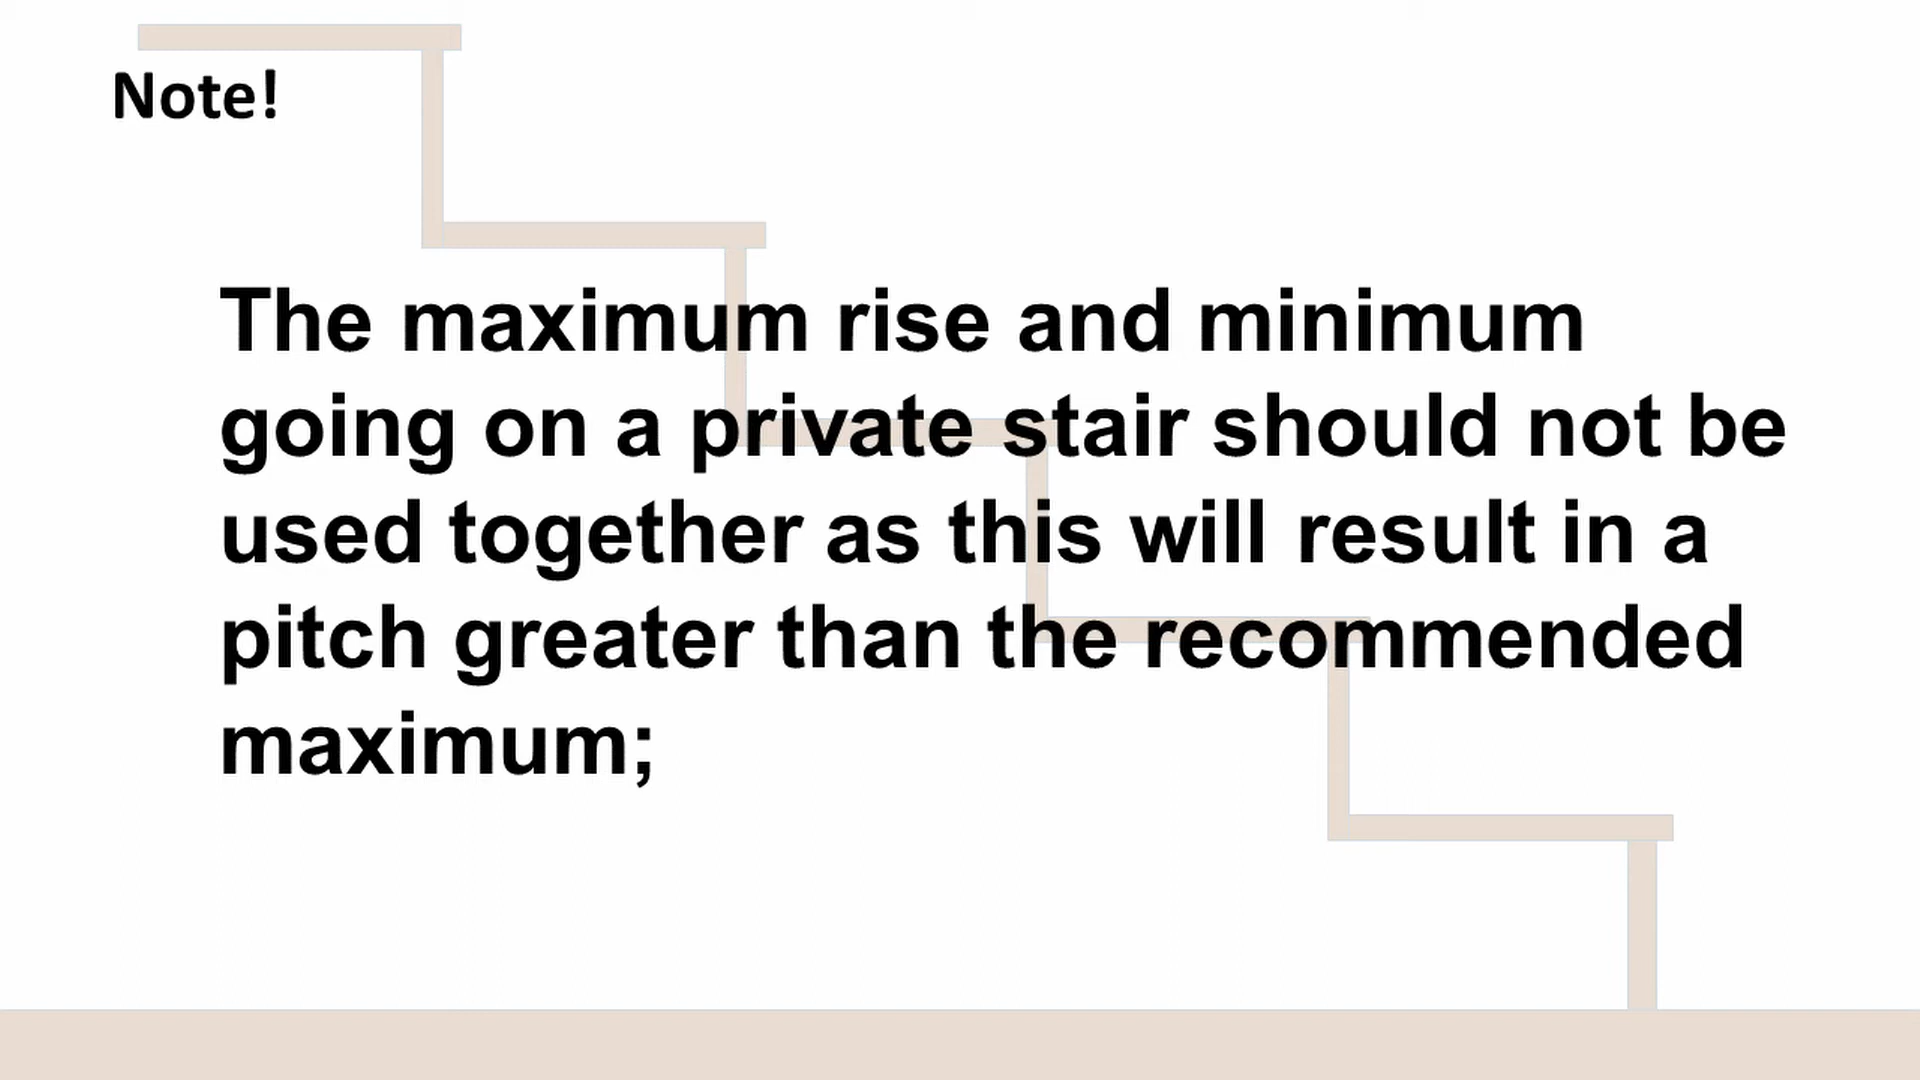 Note!
The maximum rise and minimum
going on a private stair should not be
used together as this will result in a
pitch greater than the recommended
maximum;